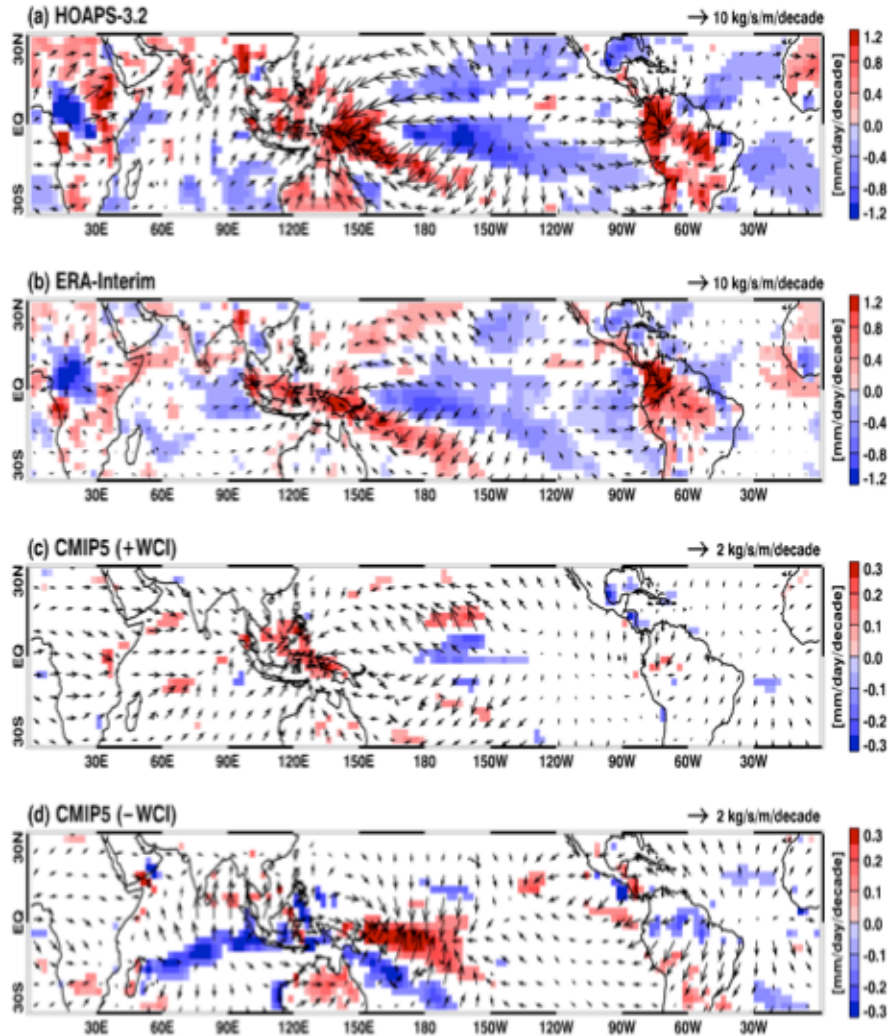 (a) HOAPS-3.2
10 kg/s/m/decade
30N
EQ
30S
30E 60E 90E 120E 150E 180 150W 120W 90W 60W 30W
1.2
0.8
0.4
0.0
-0.4
-0.8
-1.2
[mm/day/decade]
(b) ERA-Interim
10 kg/s/m/decade
30N
EQ
30S
30E 60E 90E 120E 150E 180 150W 120W 90W 60W 30W
1.2
0.8
0.4
0.0
-0.4
-0.8
-1.2
[mm/day/decade]
(c) CMIP5 (+WCI)
2 kg/s/m/decade
30N
EQ
30S
30E 60E 90E 120E 150E 180 150W 120W 90W 60W 30W
0.3
0.2
0.1
0.0
-0.1
-0.2
-0.3
[mm/day/decade]
(d) CMIP5 (−WCI)
2 kg/s/m/decade
30N
EQ
30S
30E 60E 90E 120E 150E 180 150W 120W 90W 60W 30W
0.3
0.2
0.1
0.0
-0.1
-0.2
-0.3
[mm/day/decade]